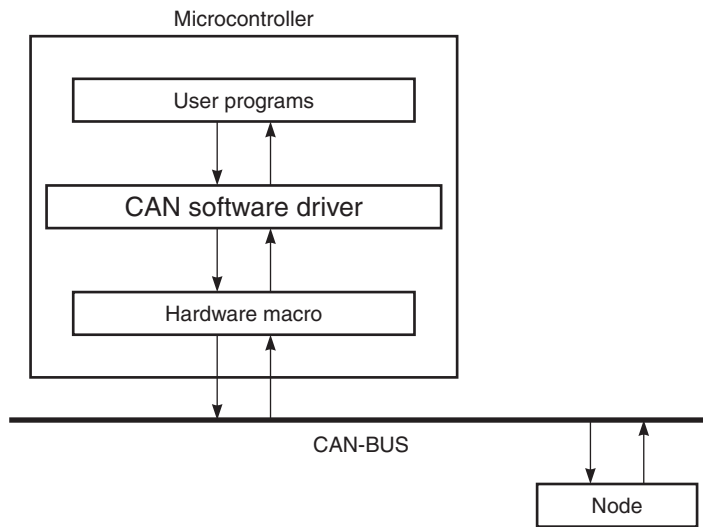 Microcontroller
User programs
CAN software driver
Hardware macro
CAN-BUS
Node